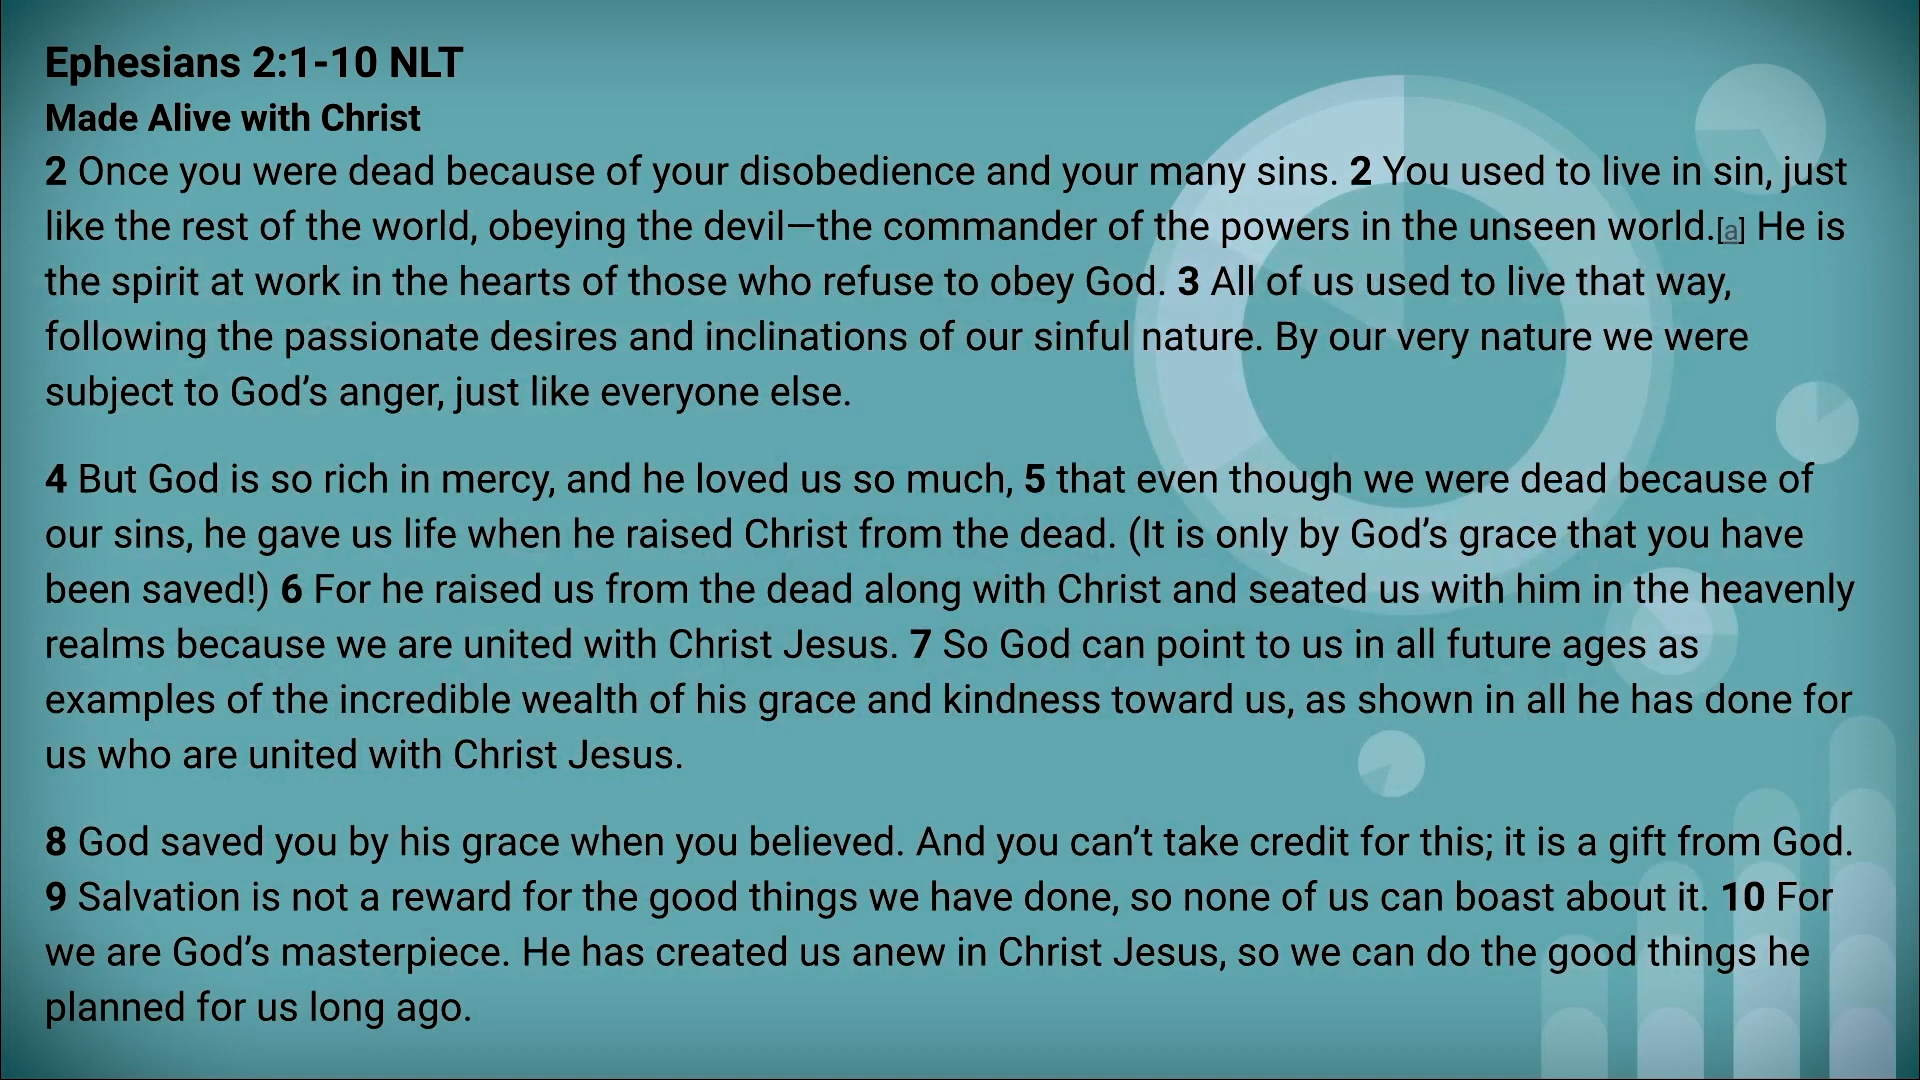 Ephesians 2:1-10 NLT
Made Alive with Christ
2 Once you were dead because of your disobedience and your many sins. 2 You used to live in sin, just
like the rest of the world, obeying the devil—the commander of the powers in the unseen world.[a] He is
the spirit at work in the hearts of those who refuse to obey God. 3 All of us used to live that way,
following the passionate desires and inclinations of our sinful nature. By our very nature we were
subject to God’s anger, just like everyone else.
4 But God is so rich in mercy, and he loved us so much, 5 that even though we were dead because of
our sins, he gave us life when he raised Christ from the dead. (It is only by God’s grace that you have
been saved!) 6 For he raised us from the dead along with Christ and seated us with him in the heavenly
realms because we are united with Christ Jesus. 7 So God can point to us in all future ages as
examples of the incredible wealth of his grace and kindness toward us, as shown in all he has done for
us who are united with Christ Jesus.
8 God saved you by his grace when you believed. And you can’t take credit for this; it is a gift from God.
9 Salvation is not a reward for the good things we have done, so none of us can boast about it. 10 For
we are God’s masterpiece. He has created us anew in Christ Jesus, so we can do the good things he
planned for us long ago.